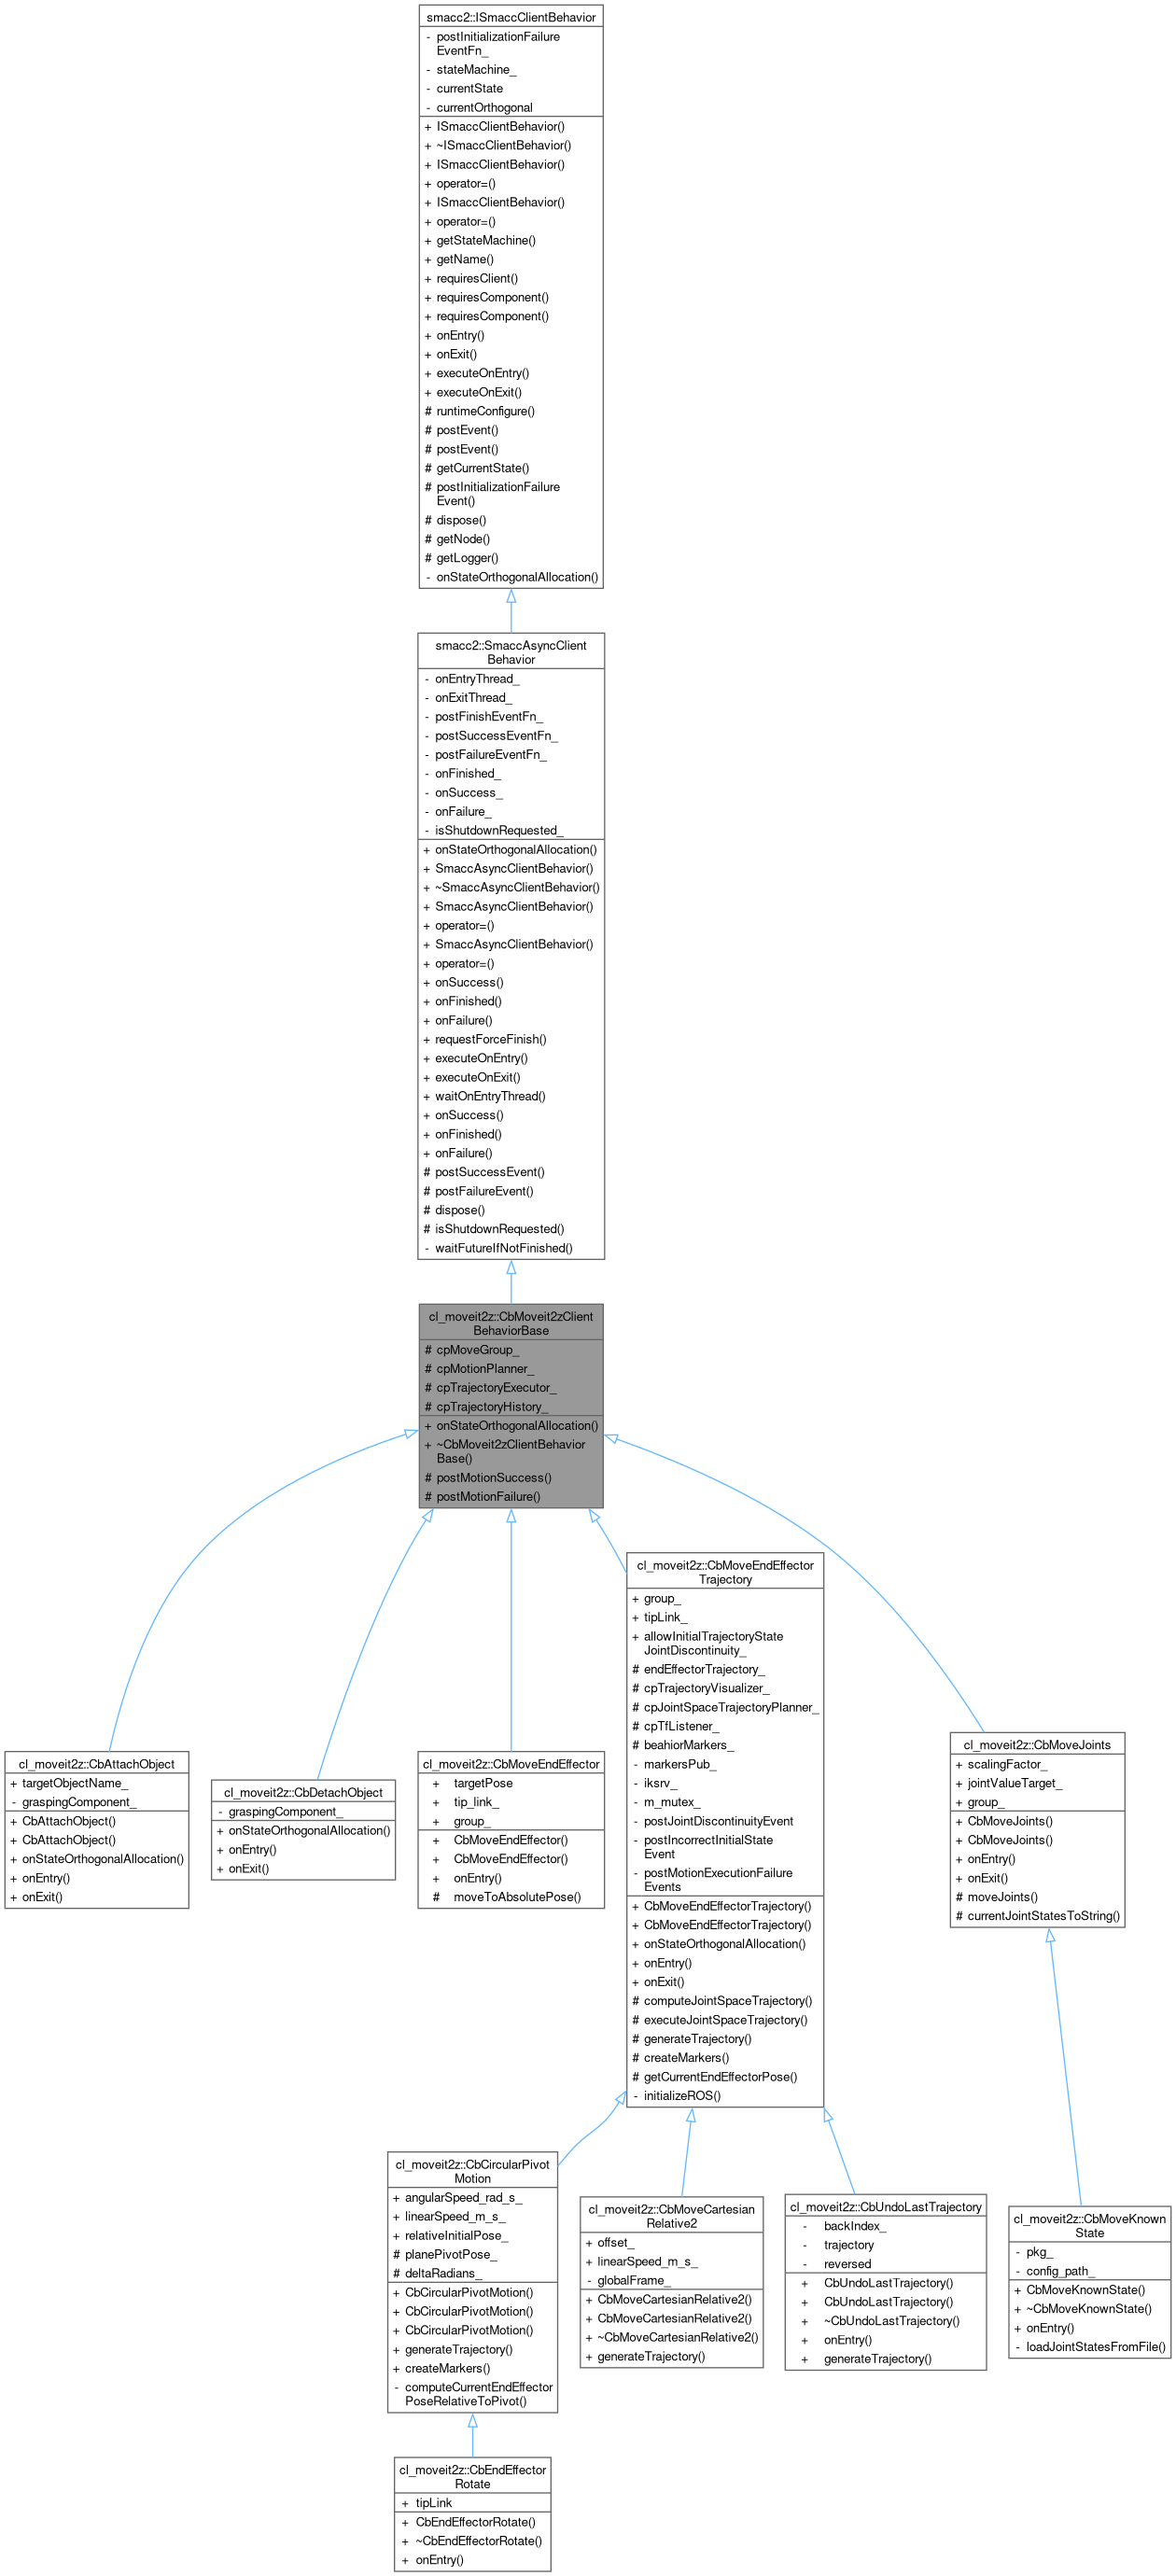 smacc2::ISmaccClientBehavior
- postInitializationFailure
EventFn_
- stateMachine_
- currentState
- currentOrthogonal
+ ISmaccClientBehavior()
+ ~ISmaccClientBehavior()
+ ISmaccClientBehavior()
+ operator=()
+ ISmaccClientBehavior()
+ operator=()
+ getStateMachine()
+ getName()
+ requiresClient()
+ requiresComponent()
+ requiresComponent()
+ onEntry()
+ onExit()
+ executeOnEntry()
+ executeOnExit()
# runtimeConfigure()
# postEvent()
# postEvent()
# getCurrentState()
# postInitializationFailure
Event()
# dispose()
# getNode()
# getLogger()
- onStateOrthogonalAllocation()
smacc2::SmaccAsyncClient
Behavior
- onEntryThread_
- onExitThread_
- postFinishEventFn_
- postSuccessEventFn_
- postFailureEventFn_
- onFinished_
- onSuccess_
- onFailure_
- isShutdownRequested_
+ onStateOrthogonalAllocation()
+ SmaccAsyncClientBehavior()
+ ~SmaccAsyncClientBehavior()
+ SmaccAsyncClientBehavior()
+ operator=()
+ SmaccAsyncClientBehavior()
+ operator=()
+ onSuccess()
+ onFinished()
+ onFailure()
+ requestForceFinish()
+ executeOnEntry()
+ executeOnExit()
+ waitOnEntryThread()
+ onSuccess()
+ onFinished()
+ onFailure()
# postSuccessEvent()
# postFailureEvent()
# dispose()
# isShutdownRequested()
- waitFutureIfNotFinished()
cl_moveit2z::CbMoveit2zClient
BehaviorBase
# cpMoveGroup_
# cpMotionPlanner_
# cpTrajectoryExecutor_
# cpTrajectoryHistory_
+ onStateOrthogonalAllocation()
+ ~CbMoveit2zClientBehavior
Base()
# postMotionSuccess()
# postMotionFailure()
cl_moveit2z::CbAttachObject
+ targetObjectName_
- graspingComponent_
+ CbAttachObject()
+ CbAttachObject()
+ onStateOrthogonalAllocation()
+ onEntry()
+ onExit()
cl_moveit2z::CbDetachObject
- graspingComponent_
+ onStateOrthogonalAllocation()
+ onEntry()
+ onExit()
cl_moveit2z::CbMoveEndEffector
+ targetPose
+ tip_link_
+ group_
+ CbMoveEndEffector()
+ CbMoveEndEffector()
+ onEntry()
# moveToAbsolutePose()
cl_moveit2z::CbMoveEndEffector
Trajectory
+ group_
+ tipLink_
+ allowInitialTrajectoryState
JointDiscontinuity_
# endEffectorTrajectory_
# cpTrajectoryVisualizer_
# cpJointSpaceTrajectoryPlanner_
# cpTfListener_
# beahiorMarkers_
- markersPub_
- iksrv_
- m_mutex_
- postJointDiscontinuityEvent
- postIncorrectInitialState
Event
- postMotionExecutionFailure
Events
+ CbMoveEndEffectorTrajectory()
+ CbMoveEndEffectorTrajectory()
+ onStateOrthogonalAllocation()
+ onEntry()
+ onExit()
# computeJointSpaceTrajectory()
# executeJointSpaceTrajectory()
# generateTrajectory()
# createMarkers()
# getCurrentEndEffectorPose()
- initializeROS()
cl_moveit2z::CbMoveJoints
+ scalingFactor_
+ jointValueTarget_
+ group_
+ CbMoveJoints()
+ CbMoveJoints()
+ onEntry()
+ onExit()
# moveJoints()
# currentJointStatesToString()
cl_moveit2z::CbCircularPivot
Motion
+ angularSpeed_rad_s_
+ linearSpeed_m_s_
+ relativeInitialPose_
# planePivotPose_
# deltaRadians_
+ CbCircularPivotMotion()
+ CbCircularPivotMotion()
+ CbCircularPivotMotion()
+ generateTrajectory()
+ createMarkers()
- computeCurrentEndEffector
PoseRelativeToPivot()
cl_moveit2z::CbMoveCartesian
Relative2
+ offset_
+ linearSpeed_m_s_
- globalFrame_
+ CbMoveCartesianRelative2()
+ CbMoveCartesianRelative2()
+ ~CbMoveCartesianRelative2()
+ generateTrajectory()
cl_moveit2z::CbUndoLastTrajectory
- backIndex_
- trajectory
- reversed
+ CbUndoLastTrajectory()
+ CbUndoLastTrajectory()
+ ~CbUndoLastTrajectory()
+ onEntry()
+ generateTrajectory()
cl_moveit2z::CbMoveKnown
State
- pkg_
- config_path_
+ CbMoveKnownState()
+ ~CbMoveKnownState()
+ onEntry()
- loadJointStatesFromFile()
cl_moveit2z::CbEndEffector
Rotate
+ tipLink
+ CbEndEffectorRotate()
+ ~CbEndEffectorRotate()
+ onEntry()